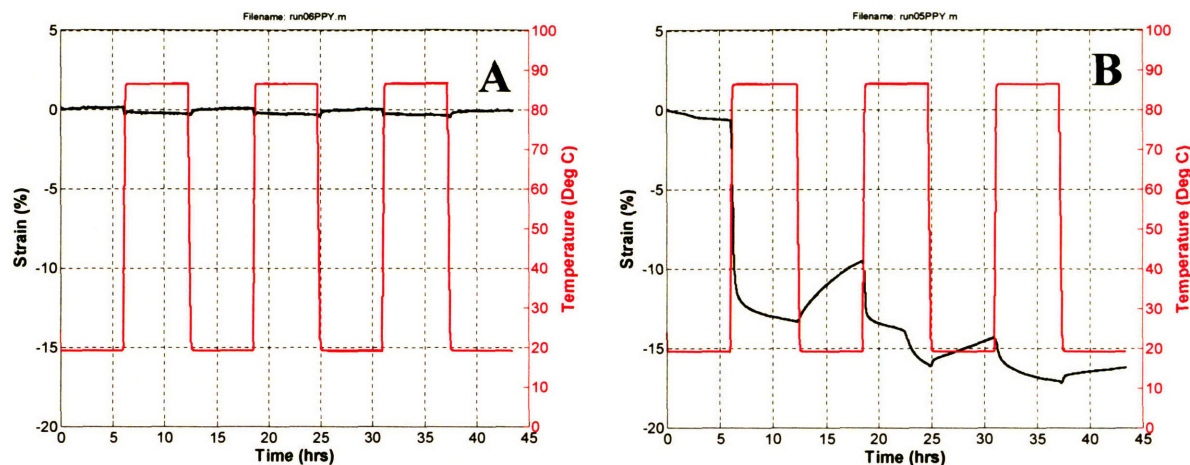 Filename: run06PPY.m
A
5
0
-5
-10
-15
-20
Strain (%)
100
90
80
70
60
50
40
30
20
10
0
Temperature (Deg C)
0 5 10 15 20 25 30 35 40 45
Time (hrs)
Filename: run05PPY.m
B
5
0
-5
-10
-15
-20
Strain (%)
100
90
80
70
60
50
40
30
20
10
0
Temperature (Deg C)
0 5 10 15 20 25 30 35 40 45
Time (hrs)